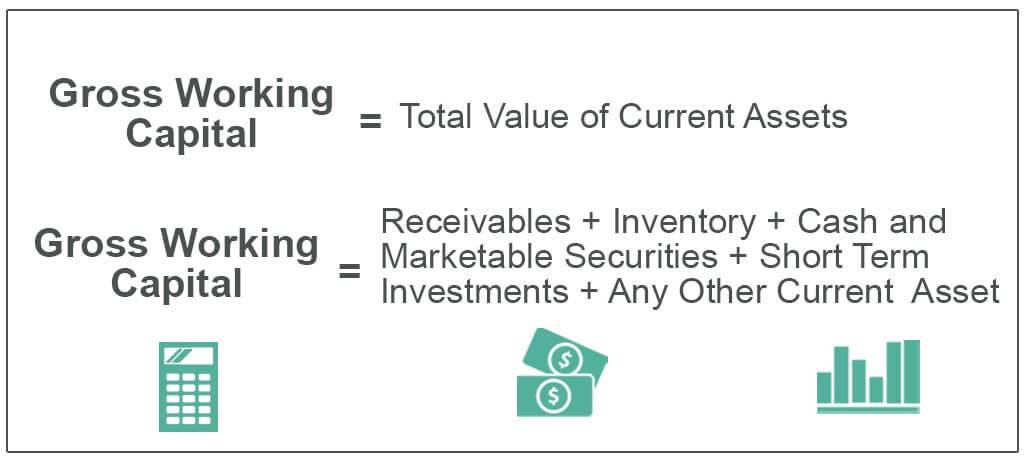 Gross Working
Capital
= Total Value of Current Assets
Gross Working
Capital
=
Receivables + Inventory + Cash and
Marketable Securities + Short Term
Investments + Any Other Current  Asset
$
$